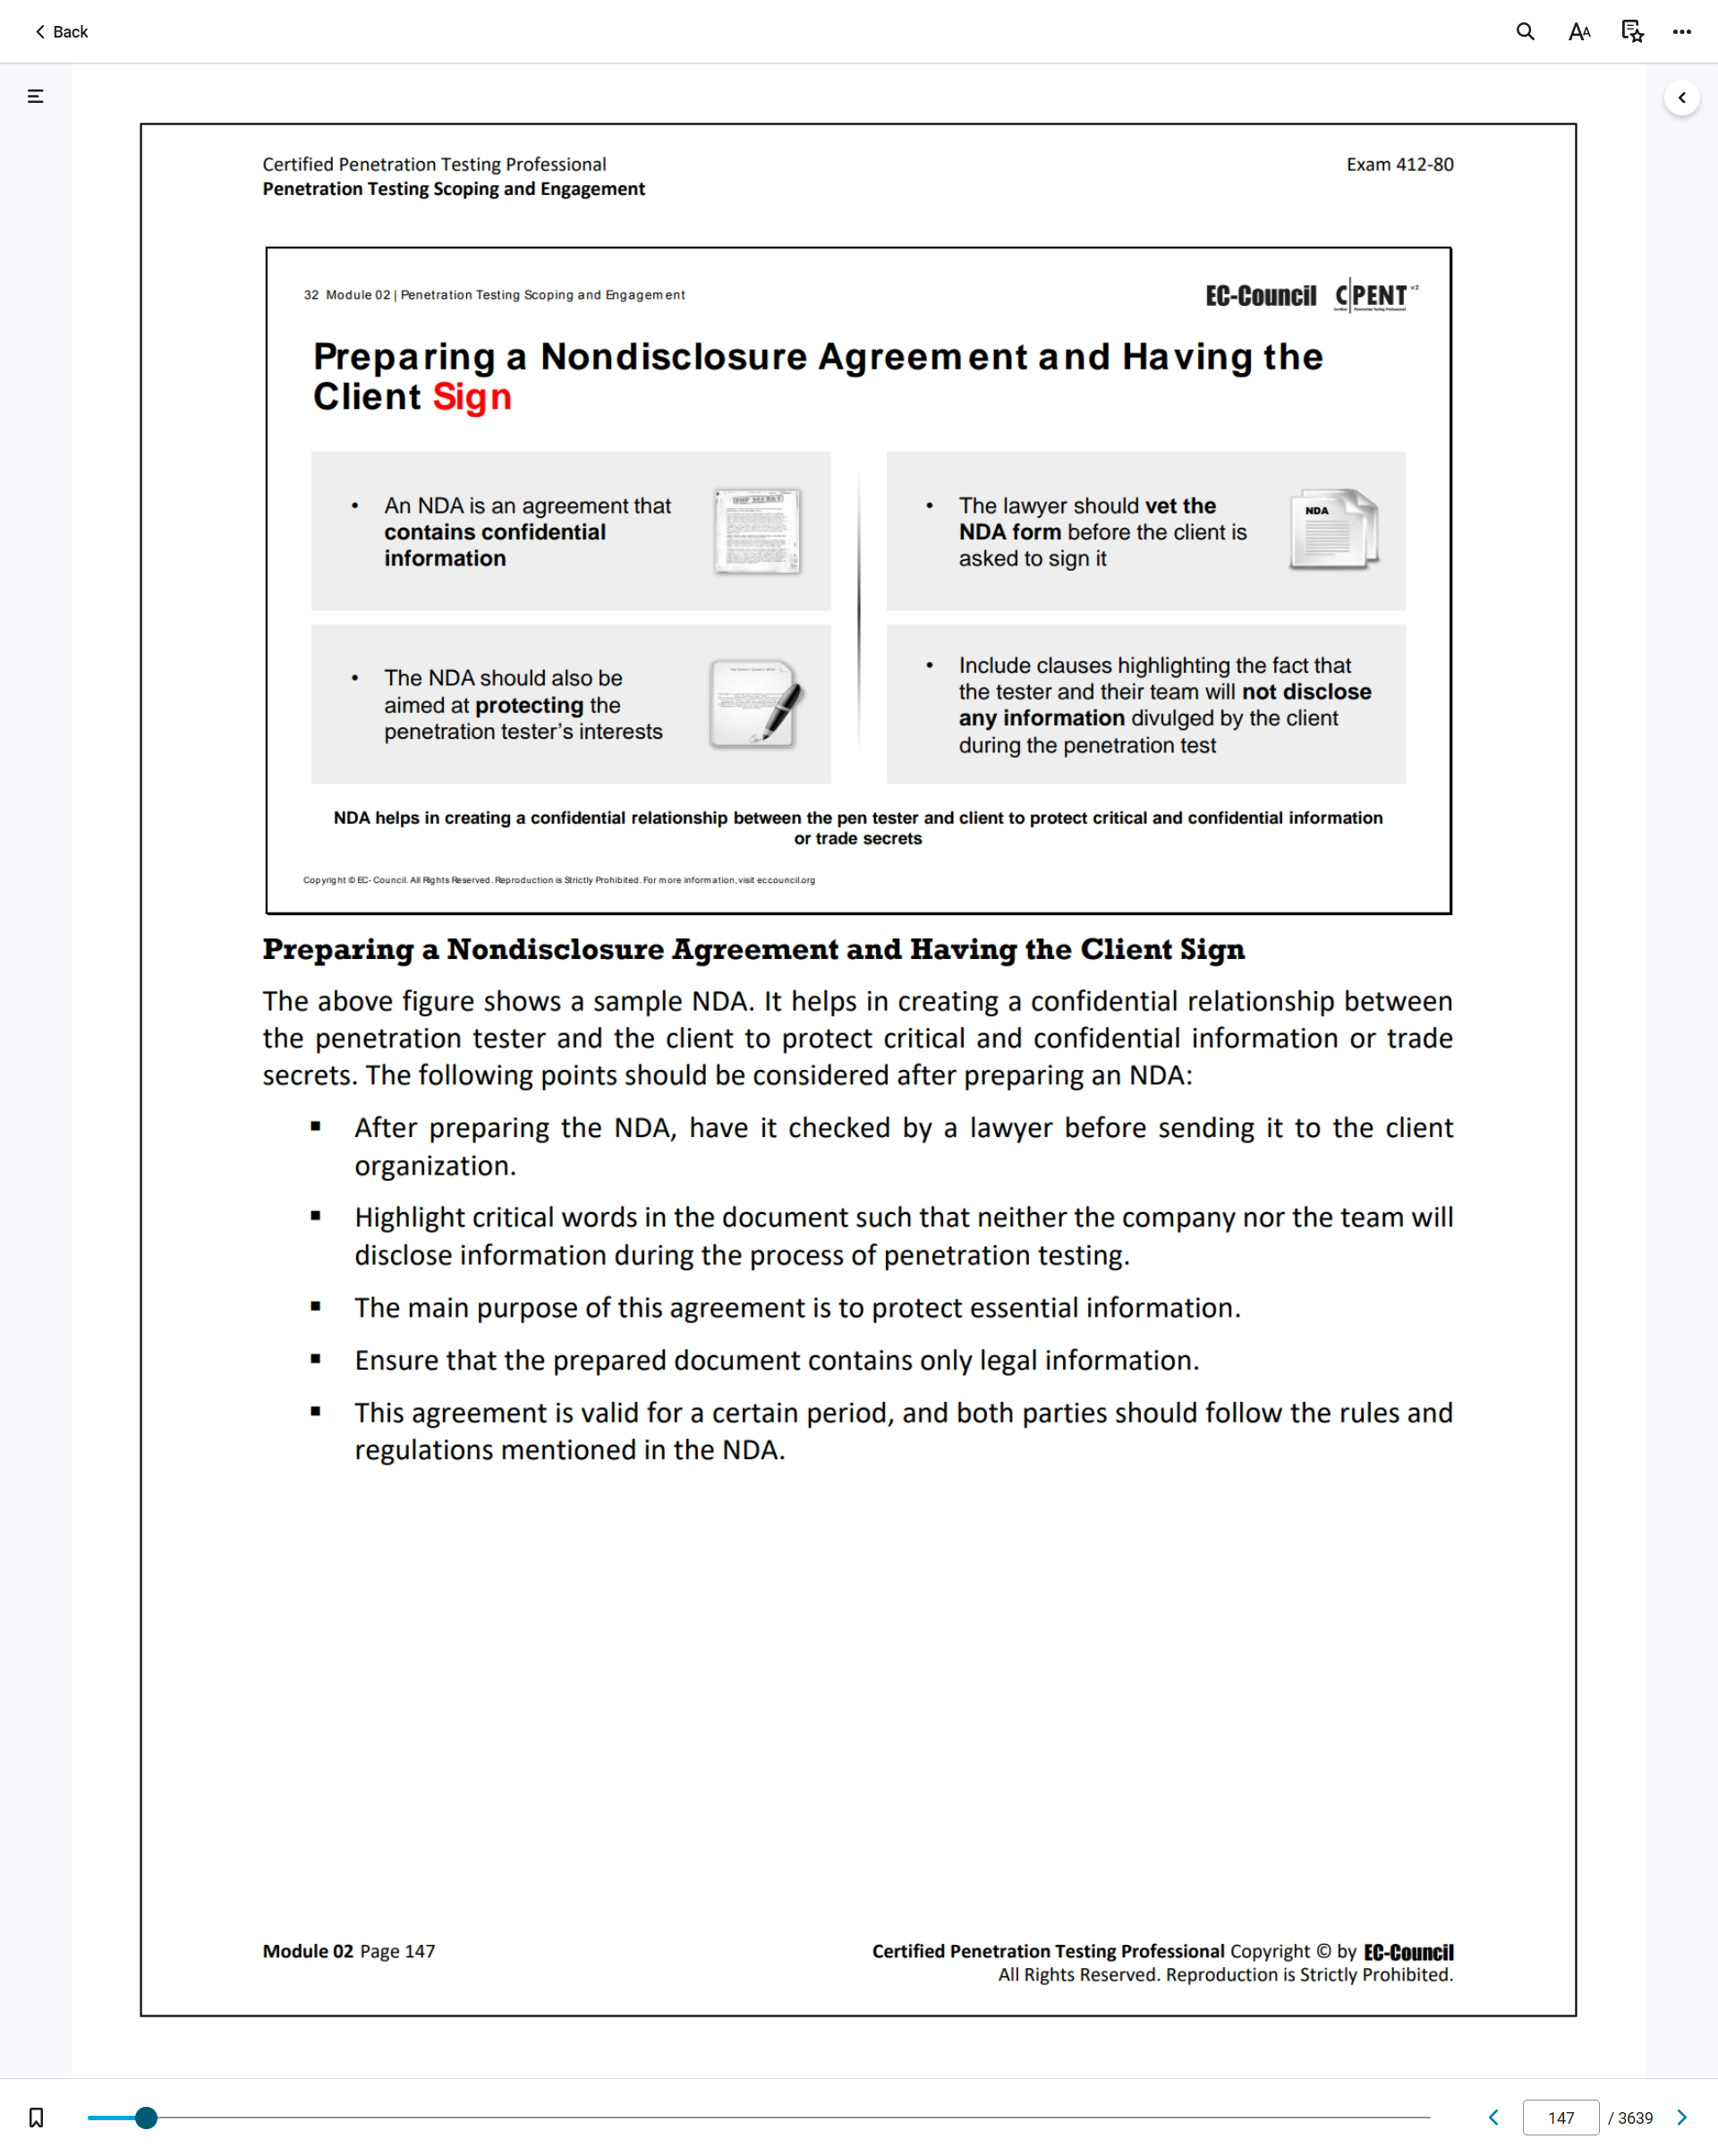 Back
Certified Penetration Testing Professional
Exam 412-80
Penetration Testing Scoping and Engagement
32 Module 02 | Penetration Testing Scoping and Engagement
EC-Council C|PENT v2
Preparing a Nondisclosure Agreement and Having the
Client Sign
• An NDA is an agreement that
contains confidential
information
• The lawyer should vet the
NDA form before the client is
asked to sign it
NDA
• The NDA should also be
aimed at protecting the
penetration tester’s interests
• Include clauses highlighting the fact that
the tester and their team will not disclose
any information divulged by the client
during the penetration test
NDA helps in creating a confidential relationship between the pen tester and client to protect critical and confidential information
or trade secrets
Copyright © EC- Council. All Rights Reserved. Reproduction is Strictly Prohibited. For more information, visit eccouncil.org
Preparing a Nondisclosure Agreement and Having the Client Sign
The above figure shows a sample NDA. It helps in creating a confidential relationship between
the penetration tester and the client to protect critical and confidential information or trade
secrets. The following points should be considered after preparing an NDA:
▪ After preparing the NDA, have it checked by a lawyer before sending it to the client
organization.
▪ Highlight critical words in the document such that neither the company nor the team will
disclose information during the process of penetration testing.
▪ The main purpose of this agreement is to protect essential information.
▪ Ensure that the prepared document contains only legal information.
▪ This agreement is valid for a certain period, and both parties should follow the rules and
regulations mentioned in the NDA.
Module 02 Page 147
Certified Penetration Testing Professional Copyright © by EC-Council
All Rights Reserved. Reproduction is Strictly Prohibited.
147 / 3639